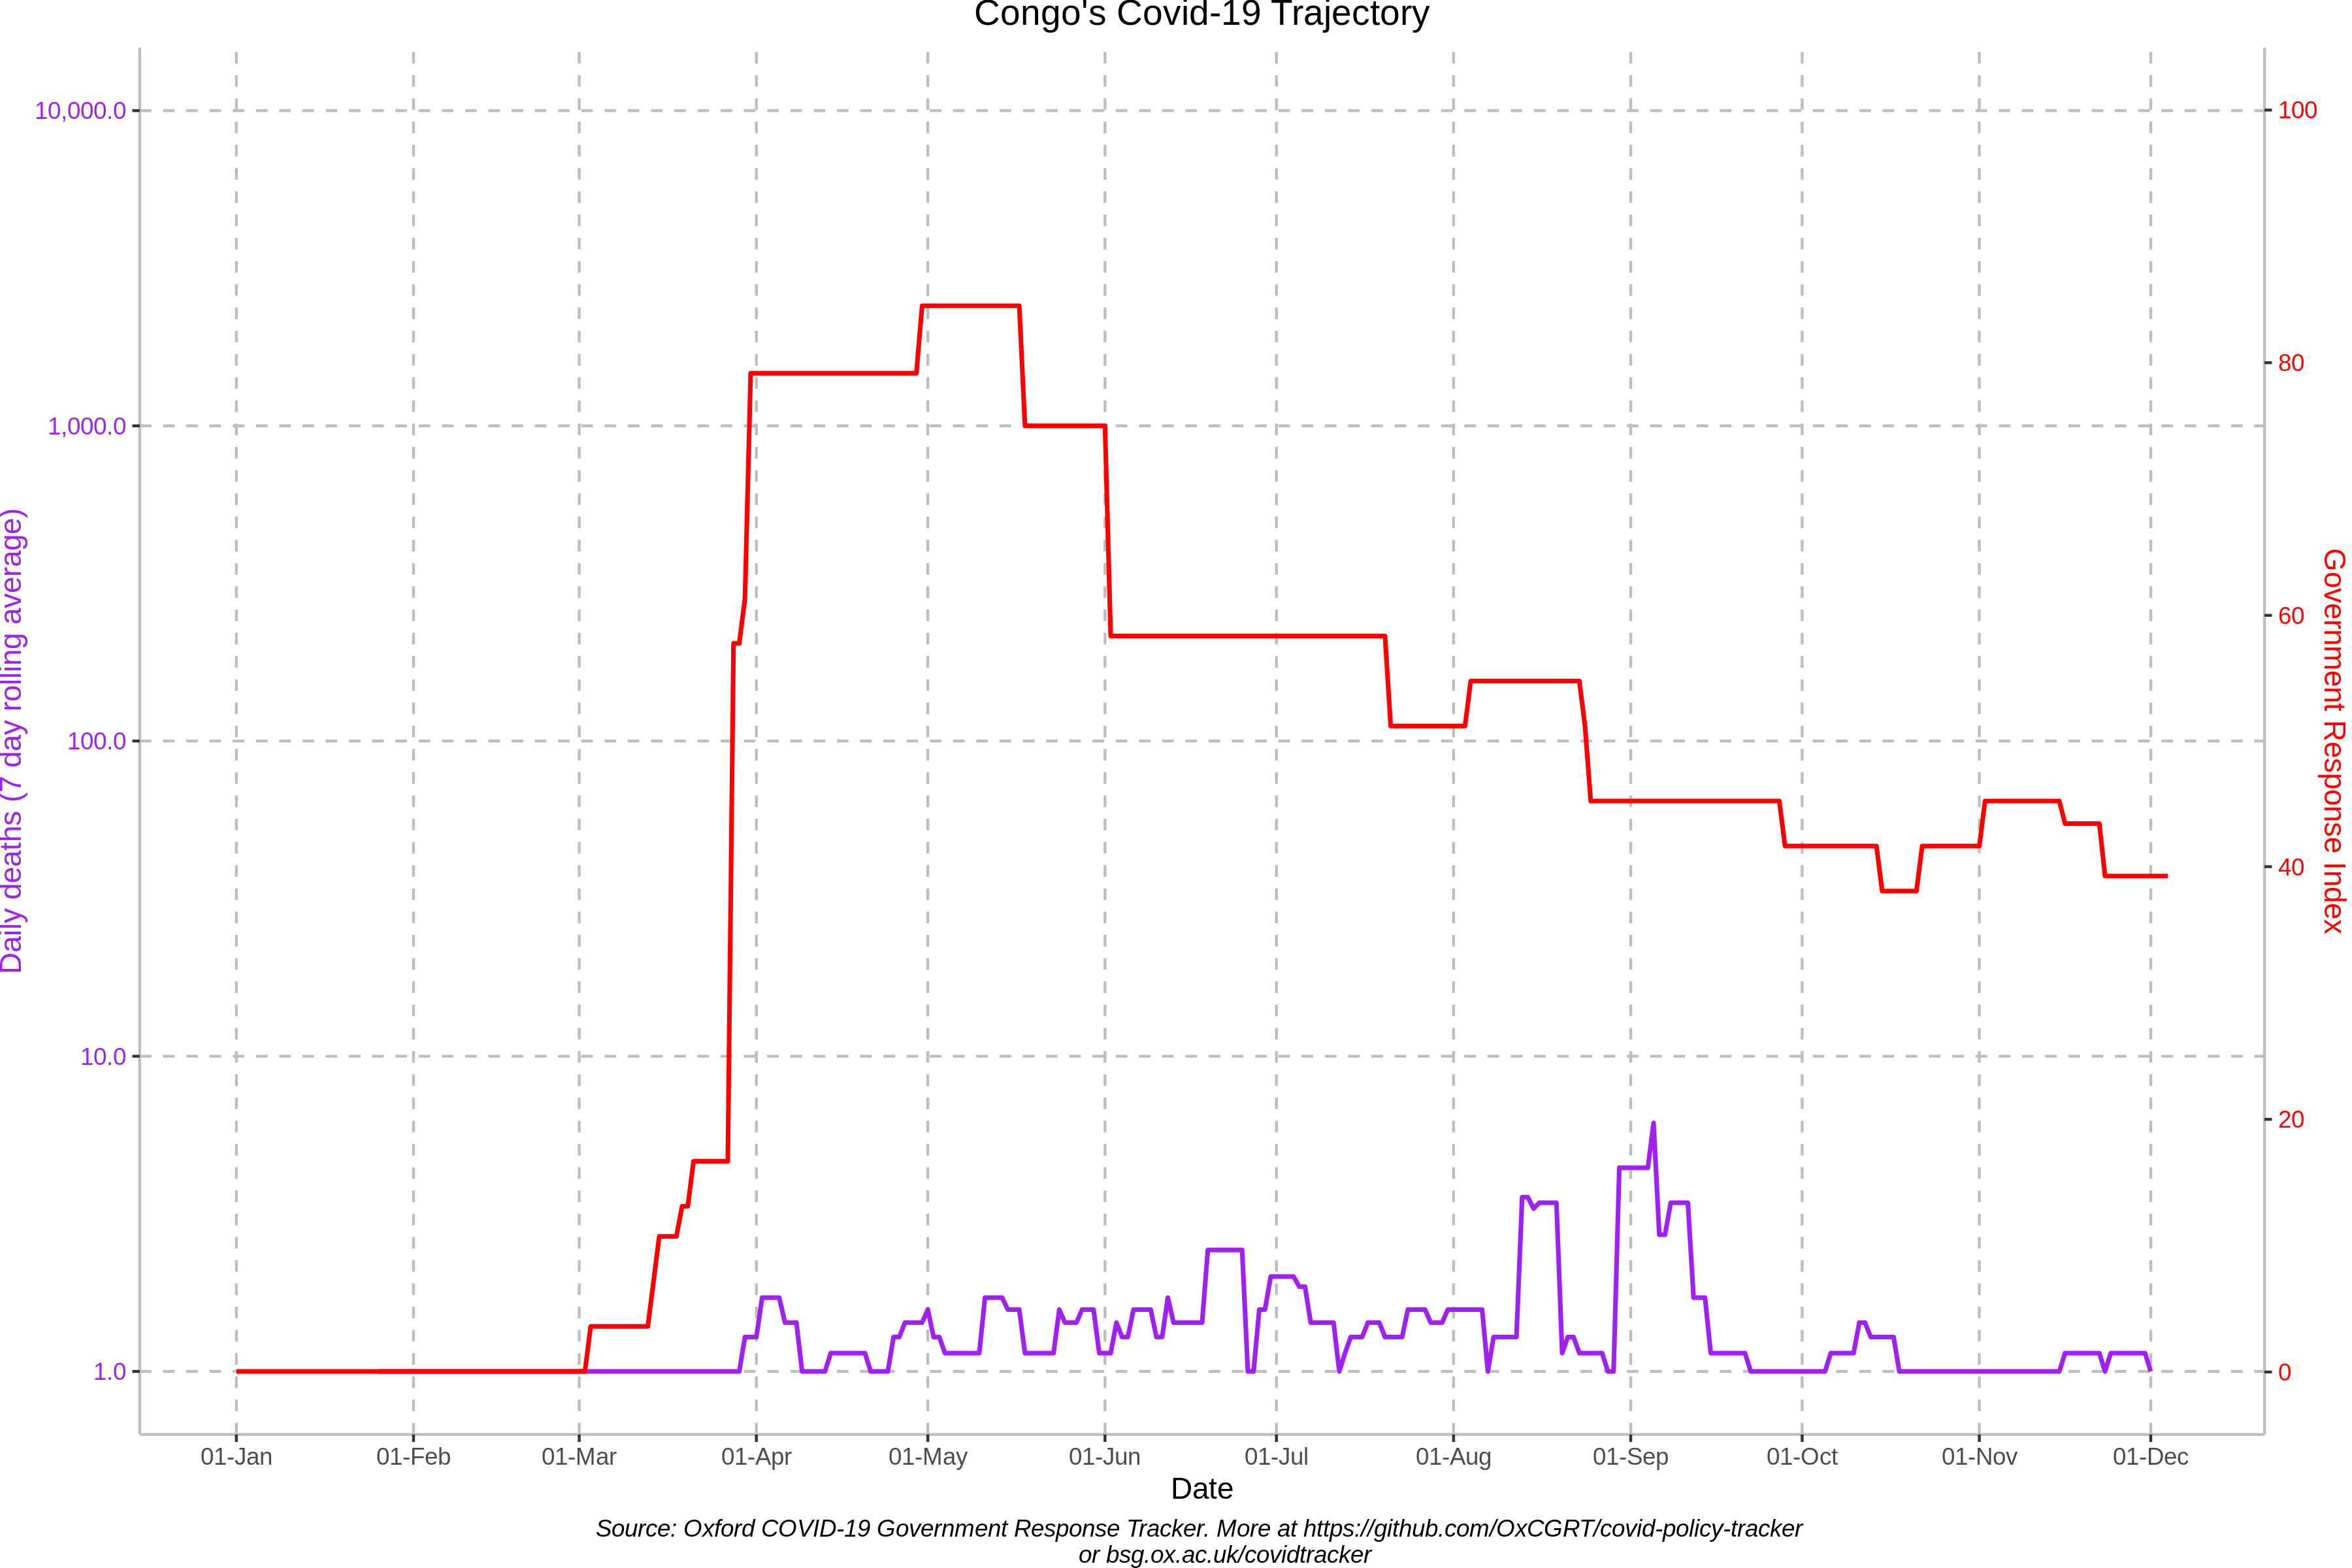 Congo's Covid-19 Trajectory
10,000.0
1,000.0
100.0
10.0
1.0
Daily deaths (7 day rolling average)
100
80
60
40
20
0
Government Response Index
01-Jan 01-Feb 01-Mar 01-Apr 01-May 01-Jun 01-Jul 01-Aug 01-Sep 01-Oct 01-Nov 01-Dec
Date
Source: Oxford COVID-19 Government Response Tracker. More at https://github.com/OxCGRT/covid-policy-tracker
or bsg.ox.ac.uk/covidtracker